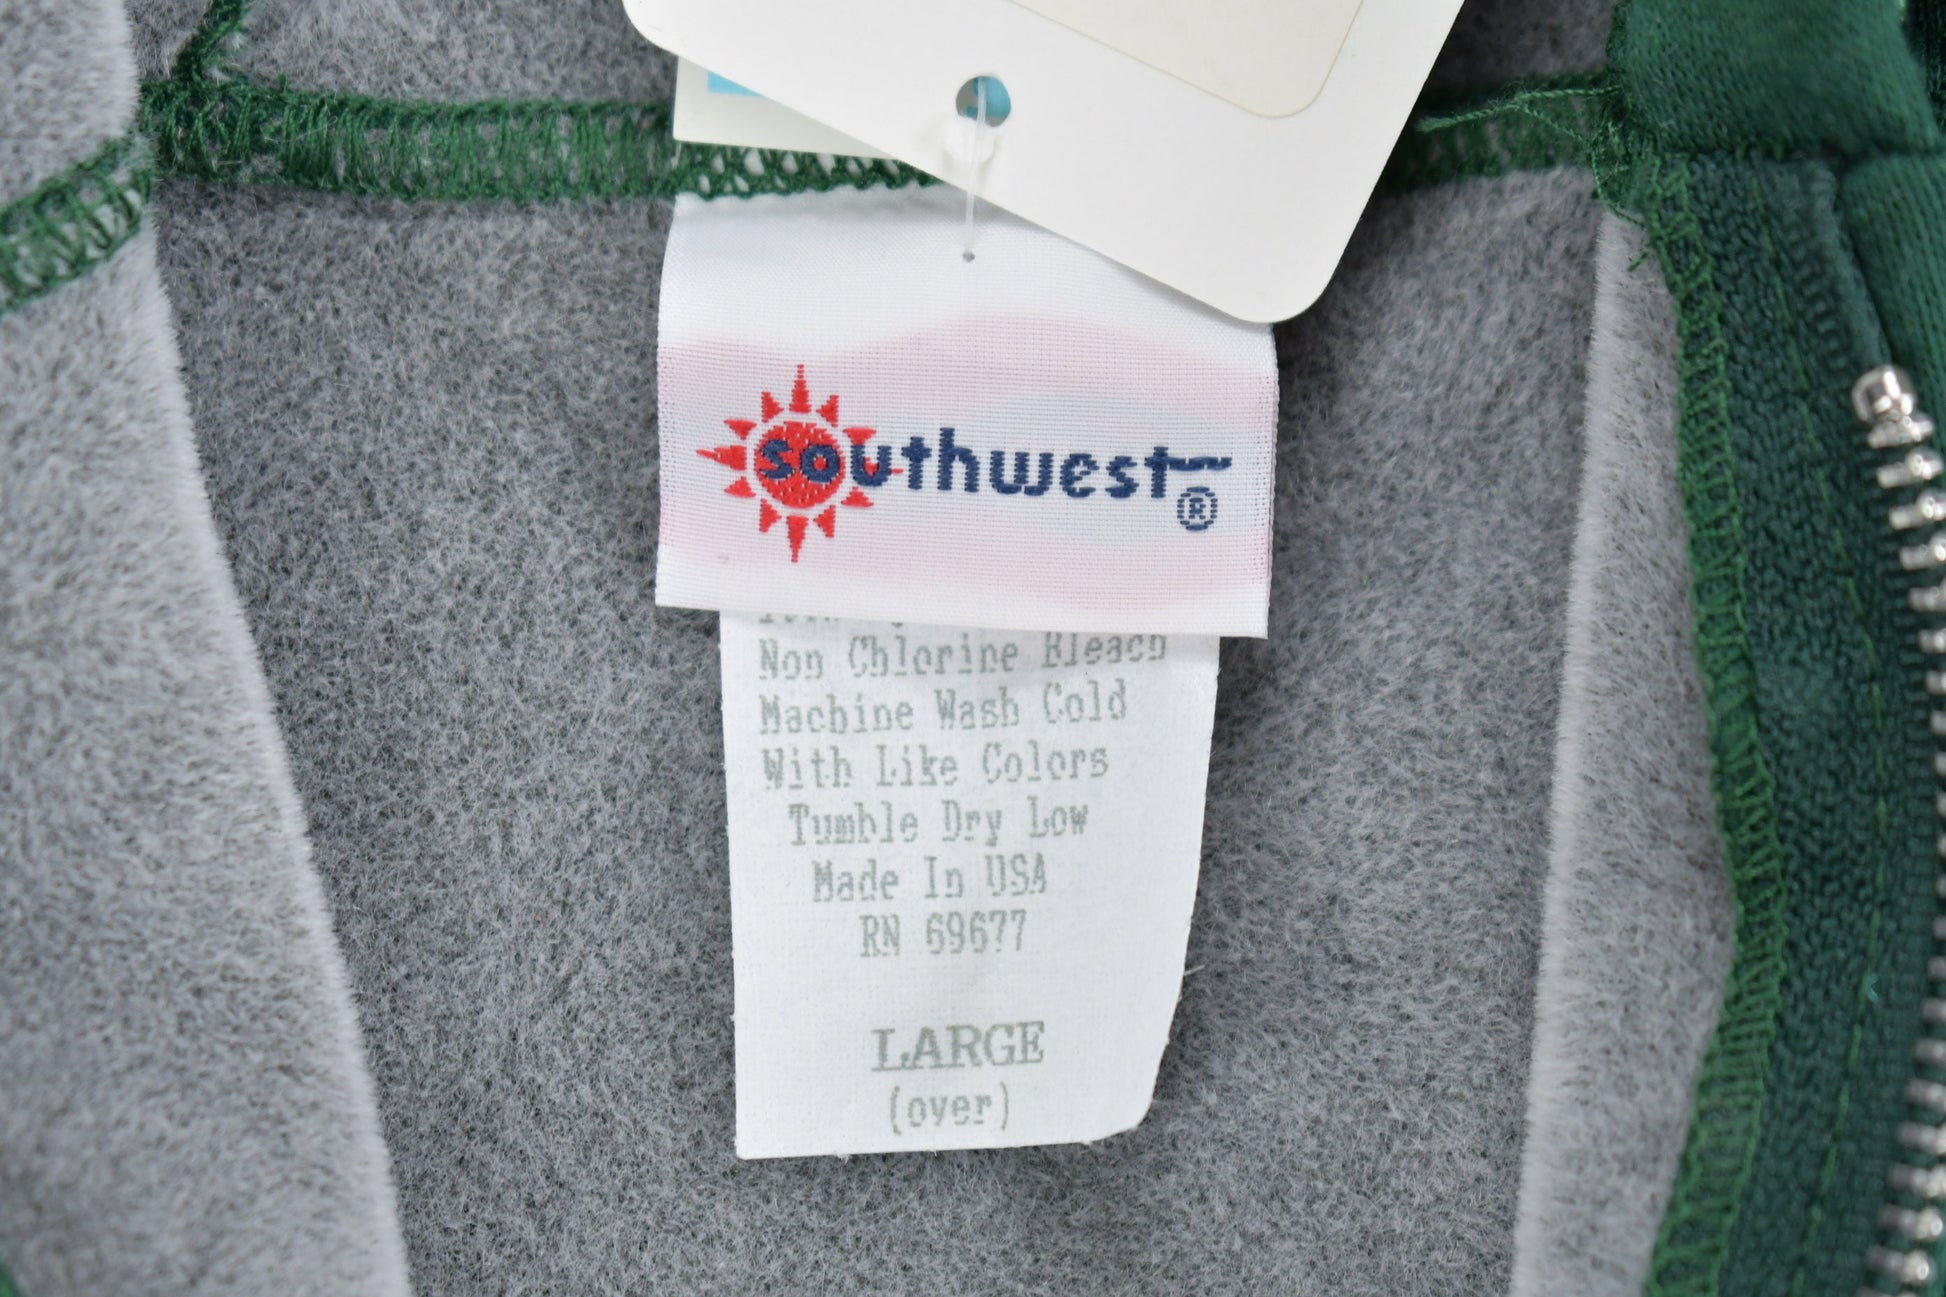 southwest®
Non Chlorine Bleach
Machine Wash Cold
With Like Colors
Tumble Dry Low
Made In USA
RN 69677
LARGE
(over)